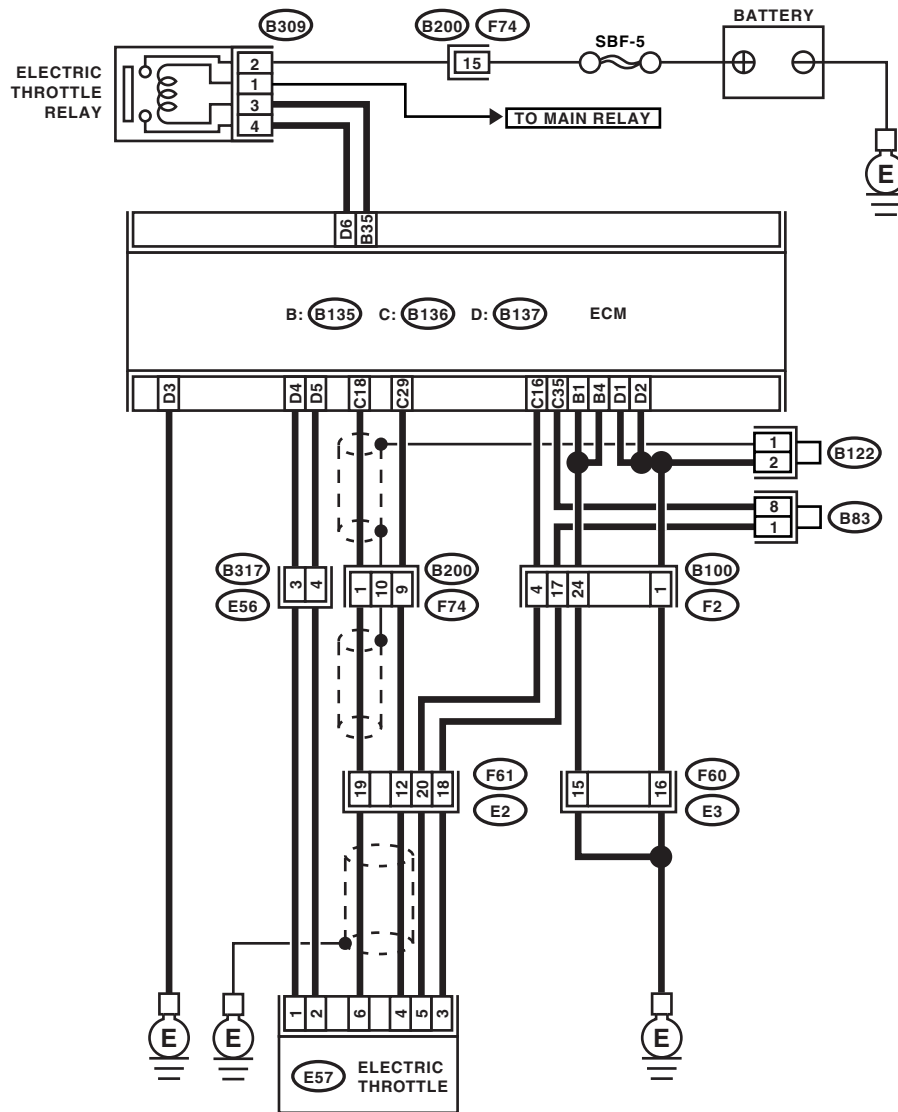 B309
B200 F74
BATTERY
SBF-5
ELECTRIC
THROTTLE
RELAY
2
1
3
4
15
TO MAIN RELAY
E
D6 B35
B: B135 C: B136 D: B137 ECM
D3 D4 D5 C18 C29 C16 C35 B1 B4 D1 D2
1
2
B122
8
1
B83
B317
E56
3 4
1 10 9
B200
F74
4 17 24 1
B100
F2
19 12 20 18
F61
E2
15 16
F60
E3
E E E
1 2 6 4 5 3
E57 ELECTRIC
THROTTLE